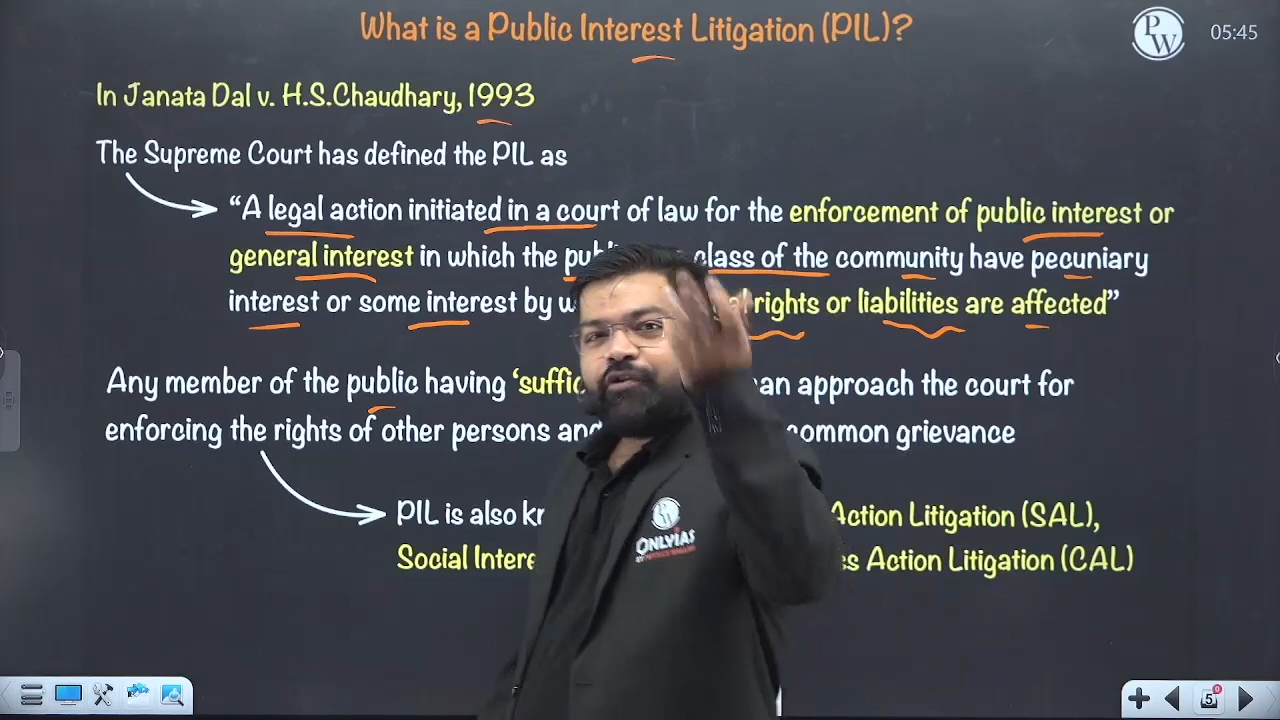 What is a Public Interest Litigation (PIL)?
PW
05:45
In Janata Dal v. H.S.Chaudhary, 1993
The Supreme Court has defined the PIL as
“A legal action initiated in a court of law for the enforcement of public interest or
general interest in which the class of the community have pecuniary
interest or some interest by rights or liabilities are affected”
Any member of the public having ‘ approach the court for
enforcing the rights of other persons and common grievance
PIL is also Action Litigation (SAL),
Social Action Litigation (CAL)
PW
ONLYIAS
5